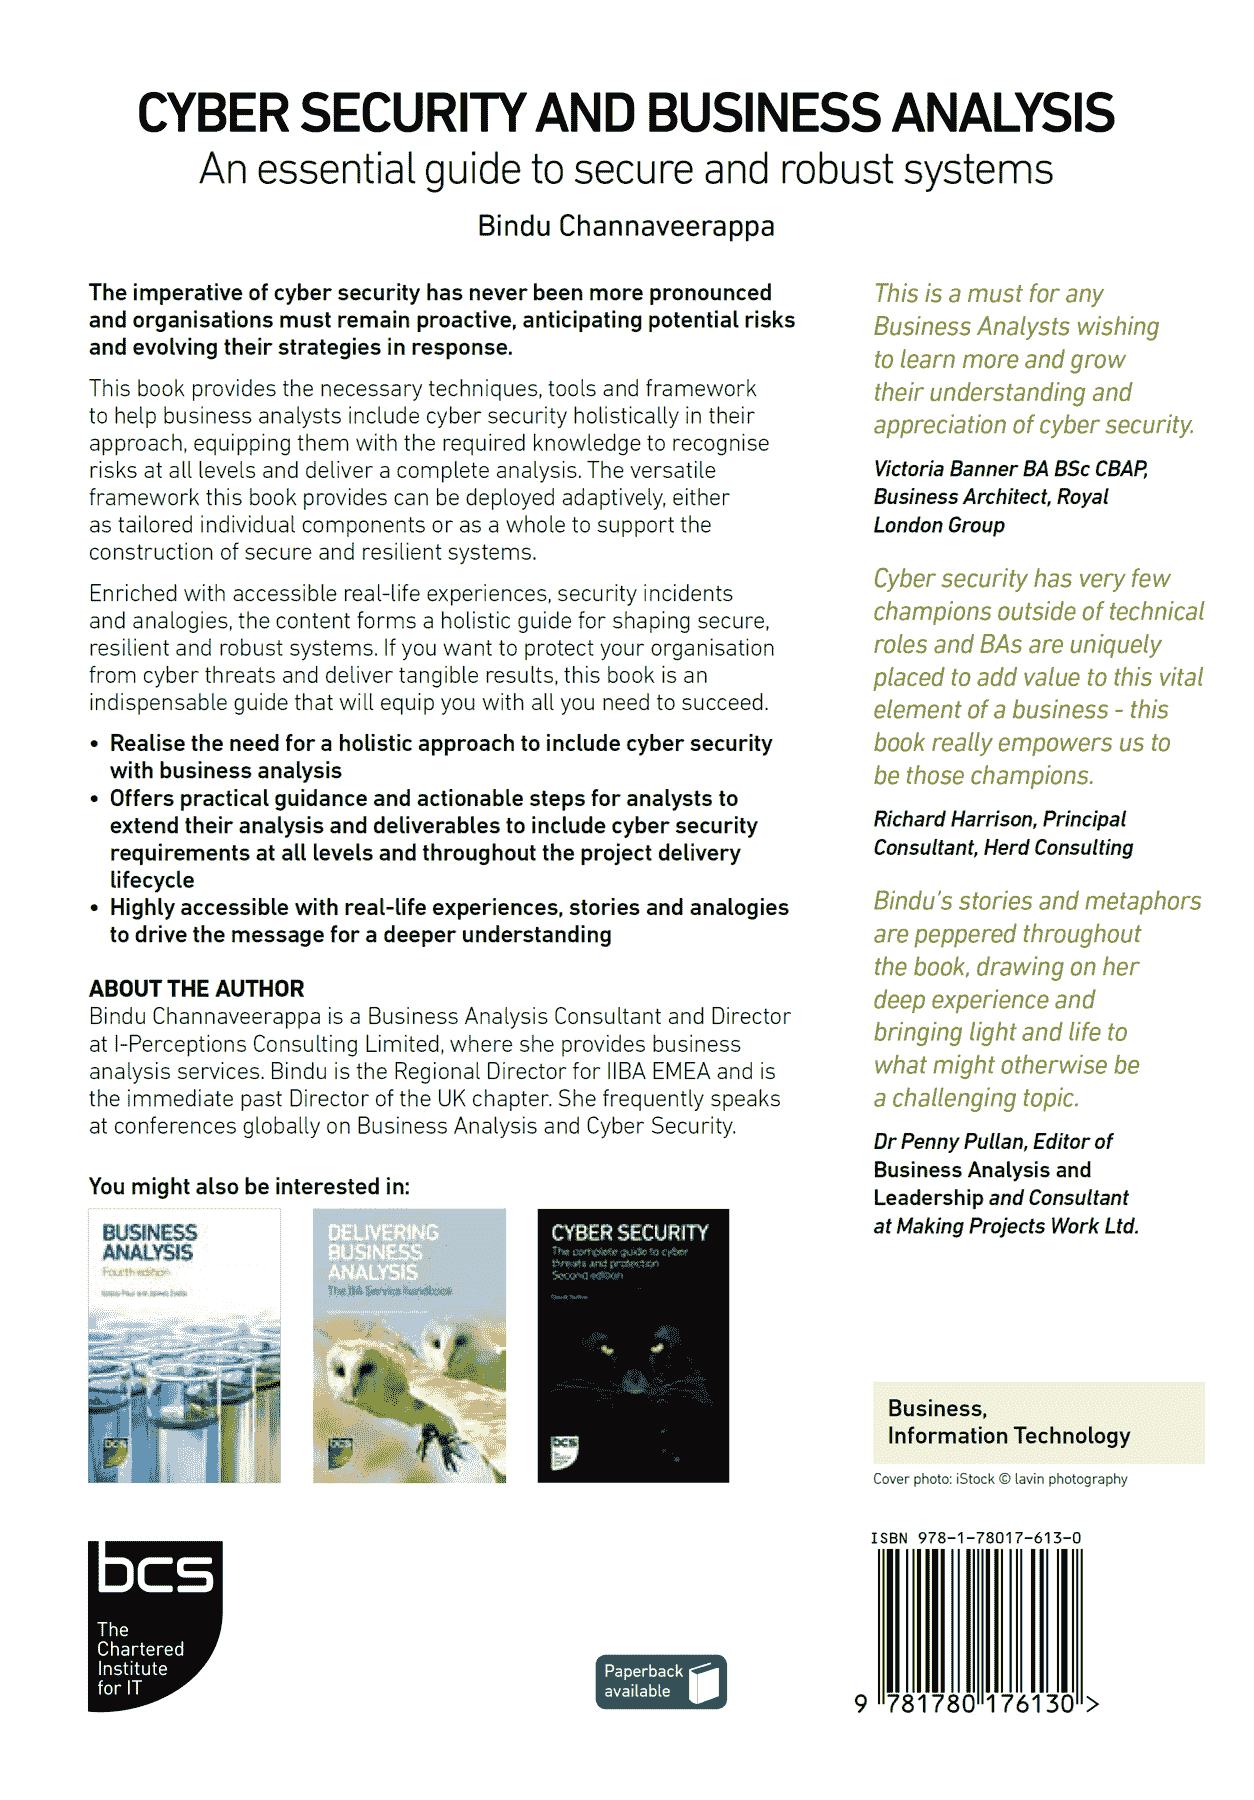 CYBER SECURITY AND BUSINESS ANALYSIS
An essential guide to secure and robust systems
Bindu Channaveerappa
The imperative of cyber security has never been more pronounced
and organisations must remain proactive, anticipating potential risks
and evolving their strategies in response.
This book provides the necessary techniques, tools and framework
to help business analysts include cyber security holistically in their
approach, equipping them with the required knowledge to recognise
risks at all levels and deliver a complete analysis. The versatile
framework this book provides can be deployed adaptively, either
as tailored individual components or as a whole to support the
construction of secure and resilient systems.
Enriched with accessible real-life experiences, security incidents
and analogies, the content forms a holistic guide for shaping secure,
resilient and robust systems. If you want to protect your organisation
from cyber threats and deliver tangible results, this book is an
indispensable guide that will equip you with all you need to succeed.
• Realise the need for a holistic approach to include cyber security
with business analysis
• Offers practical guidance and actionable steps for analysts to
extend their analysis and deliverables to include cyber security
requirements at all levels and throughout the project delivery
lifecycle
• Highly accessible with real-life experiences, stories and analogies
to drive the message for a deeper understanding
ABOUT THE AUTHOR
Bindu Channaveerappa is a Business Analysis Consultant and Director
at I-Perceptions Consulting Limited, where she provides business
analysis services. Bindu is the Regional Director for IIBA EMEA and is
the immediate past Director of the UK chapter. She frequently speaks
at conferences globally on Business Analysis and Cyber Security.
You might also be interested in:
BUSINESS
ANALYSIS
Fourth edition
DELIVERING
BUSINESS
ANALYSIS
The BA Service handbook
CYBER SECURITY
The complete guide to cyber
threats and protection
Second edition
bcs
bcs
bcs
This is a must for any
Business Analysts wishing
to learn more and grow
their understanding and
appreciation of cyber security.
Victoria Banner BA BSc CBAP,
Business Architect, Royal
London Group
Cyber security has very few
champions outside of technical
roles and BAs are uniquely
placed to add value to this vital
element of a business - this
book really empowers us to
be those champions.
Richard Harrison, Principal
Consultant, Herd Consulting
Bindu's stories and metaphors
are peppered throughout
the book, drawing on her
deep experience and
bringing light and life to
what might otherwise be
a challenging topic.
Dr Penny Pullan, Editor of
Business Analysis and
Leadership and Consultant
at Making Projects Work Ltd.
Business,
Information Technology
Cover photo: iStock © lavin photography
bcs
The
Chartered
Institute
for IT
Paperback
available
ISBN 978-1-78017-613-0
9 781780 176130 >